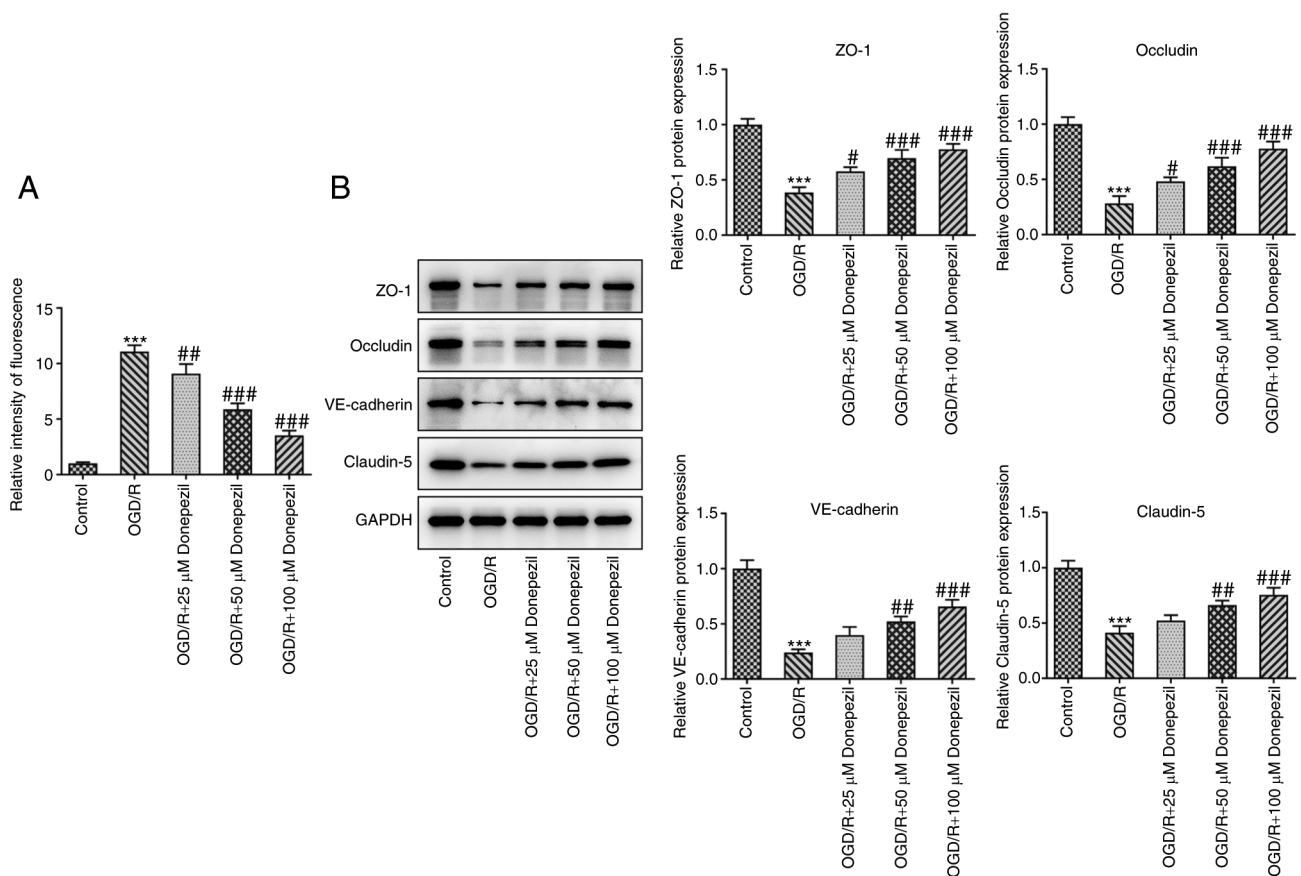 A
Relative intensity of fluorescence
15
10
5
0
***
##
###
###
Control
OGD/R
OGD/R+25 μM Donepezil
OGD/R+50 μM Donepezil
OGD/R+100 μM Donepezil
B
ZO-1
Occludin
VE-cadherin
Claudin-5
GAPDH
Control
OGD/R
OGD/R+25 μM Donepezil
OGD/R+50 μM Donepezil
OGD/R+100 μM Donepezil
ZO-1
Relative ZO-1 protein expression
1.5
1.0
0.5
0.0
***
#
###
###
Control
OGD/R
OGD/R+25 μM Donepezil
OGD/R+50 μM Donepezil
OGD/R+100 μM Donepezil
Occludin
Relative Occludin protein expression
1.5
1.0
0.5
0.0
***
#
###
###
Control
OGD/R
OGD/R+25 μM Donepezil
OGD/R+50 μM Donepezil
OGD/R+100 μM Donepezil
VE-cadherin
Relative VE-cadherin protein expression
1.5
1.0
0.5
0.0
***
##
###
Control
OGD/R
OGD/R+25 μM Donepezil
OGD/R+50 μM Donepezil
OGD/R+100 μM Donepezil
Claudin-5
Relative Claudin-5 protein expression
1.5
1.0
0.5
0.0
***
##
###
Control
OGD/R
OGD/R+25 μM Donepezil
OGD/R+50 μM Donepezil
OGD/R+100 μM Donepezil